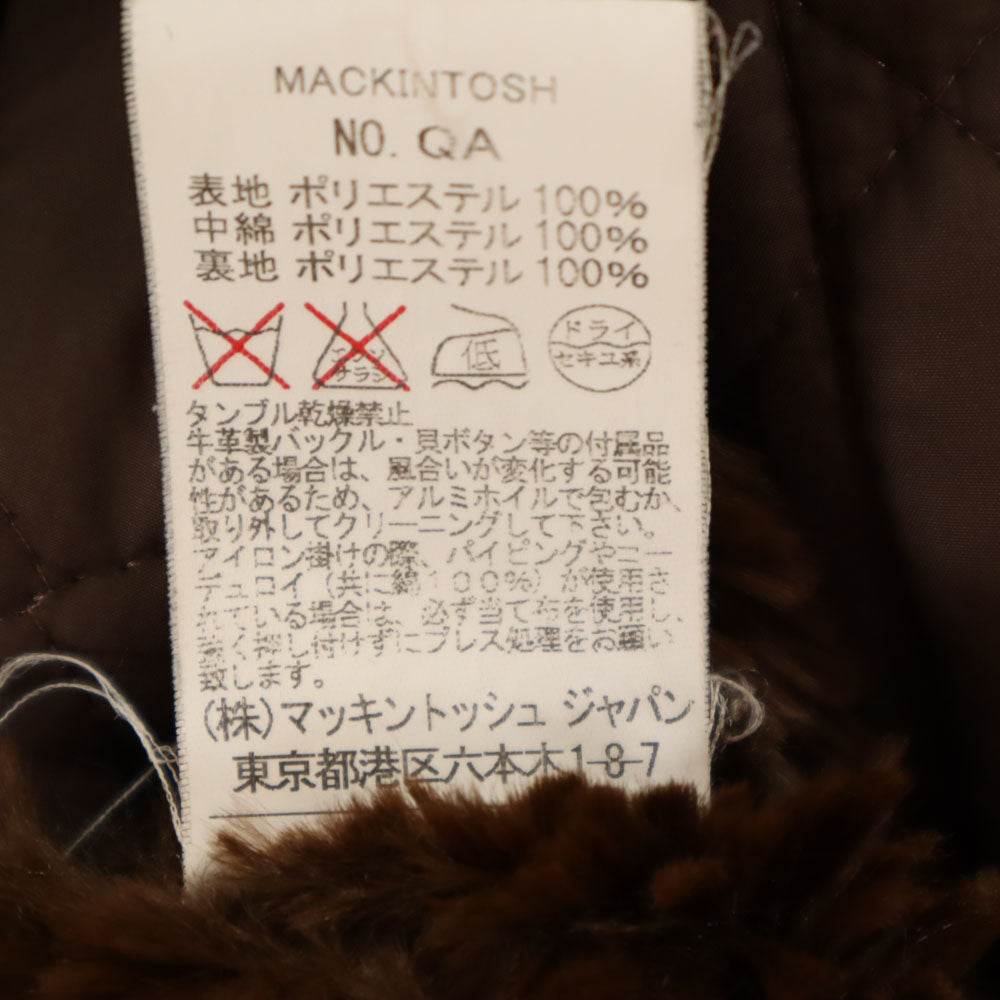 MACKINTOSH
NO. QA
表地 ポリエステル 100%
中綿 ポリエステル 100%
裏地 ポリエステル 100%
エンソ
サラシ
低
ドライ
セキユ系
タンブル乾燥禁止
牛革製バックル・貝ボタン等の付属品
がある場合は、風合いが変化する可能
性があるため、アルミホイルで包むか、
取り外してクリーニングして下さい。
アイロン掛けの際、パイピングやコー
デュロイ(共に綿100%)が使用さ
れている場合は、必ず当て布を使用し、
強く押し付けずにプレス処理をお願い
致します。
(株)マッキントッシュ ジャパン
東京都港区六本木1-8-7